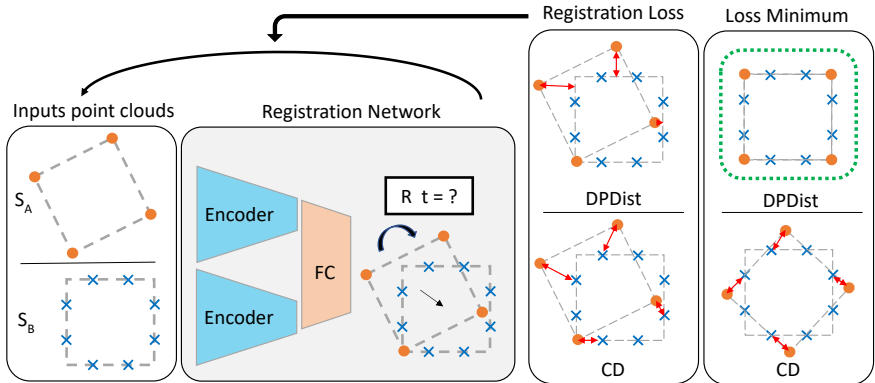 Registration Loss
Loss Minimum
Inputs point clouds
Registration Network
S_A
S_B
Encoder
Encoder
FC
R t = ?
DPDist
CD
DPDist
CD